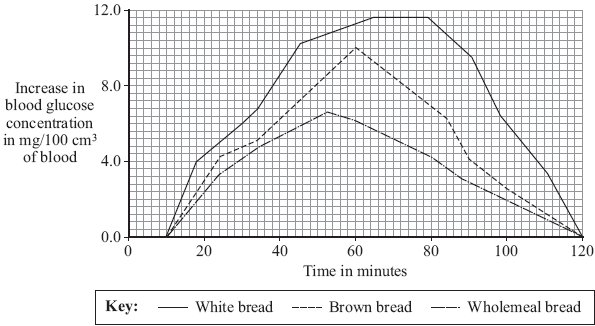 12.0
8.0
4.0
0.0
Increase in
blood glucose
concentration
in mg/100 cm³
of blood
0 20 40 60 80 100 120
Time in minutes
Key: White bread Brown bread Wholemeal bread